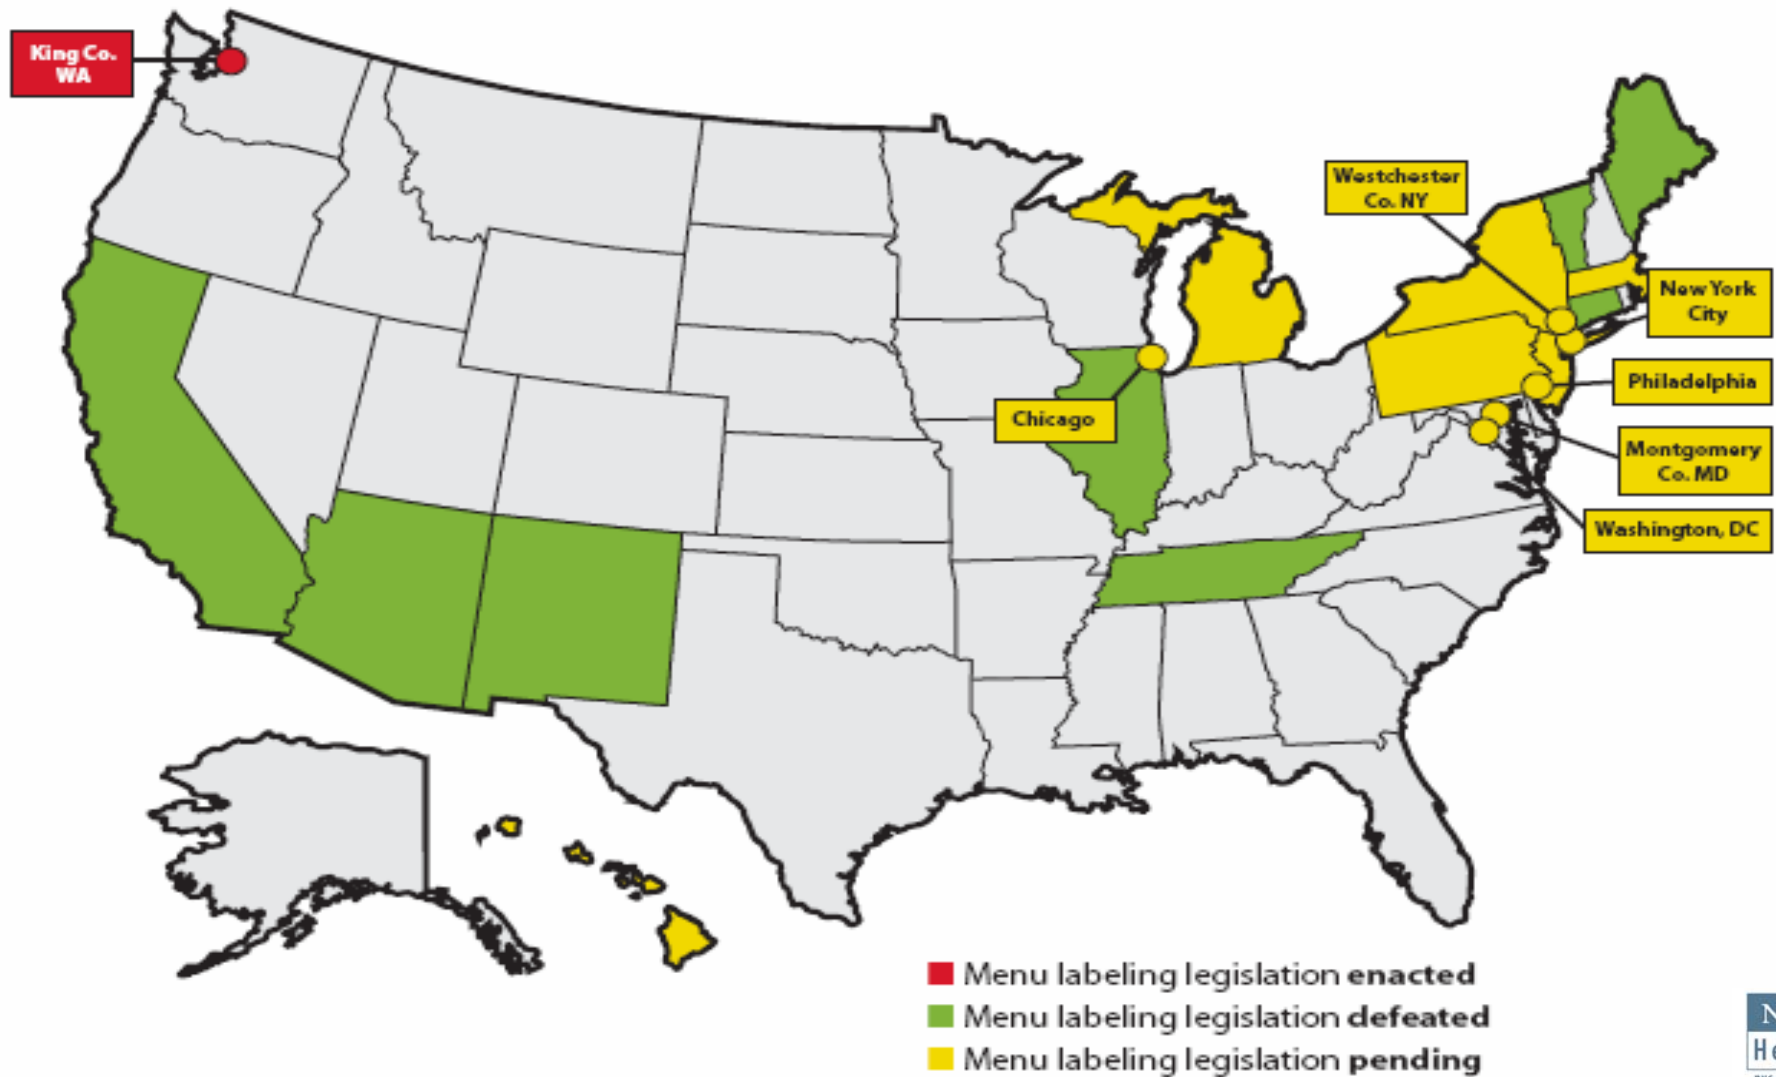 King Co.
WA
Westchester
Co. NY
New York
City
Philadelphia
Chicago
Montgomery
Co. MD
Washington, DC
Menu labeling legislation enacted
Menu labeling legislation defeated
Menu labeling legislation pending
N
He